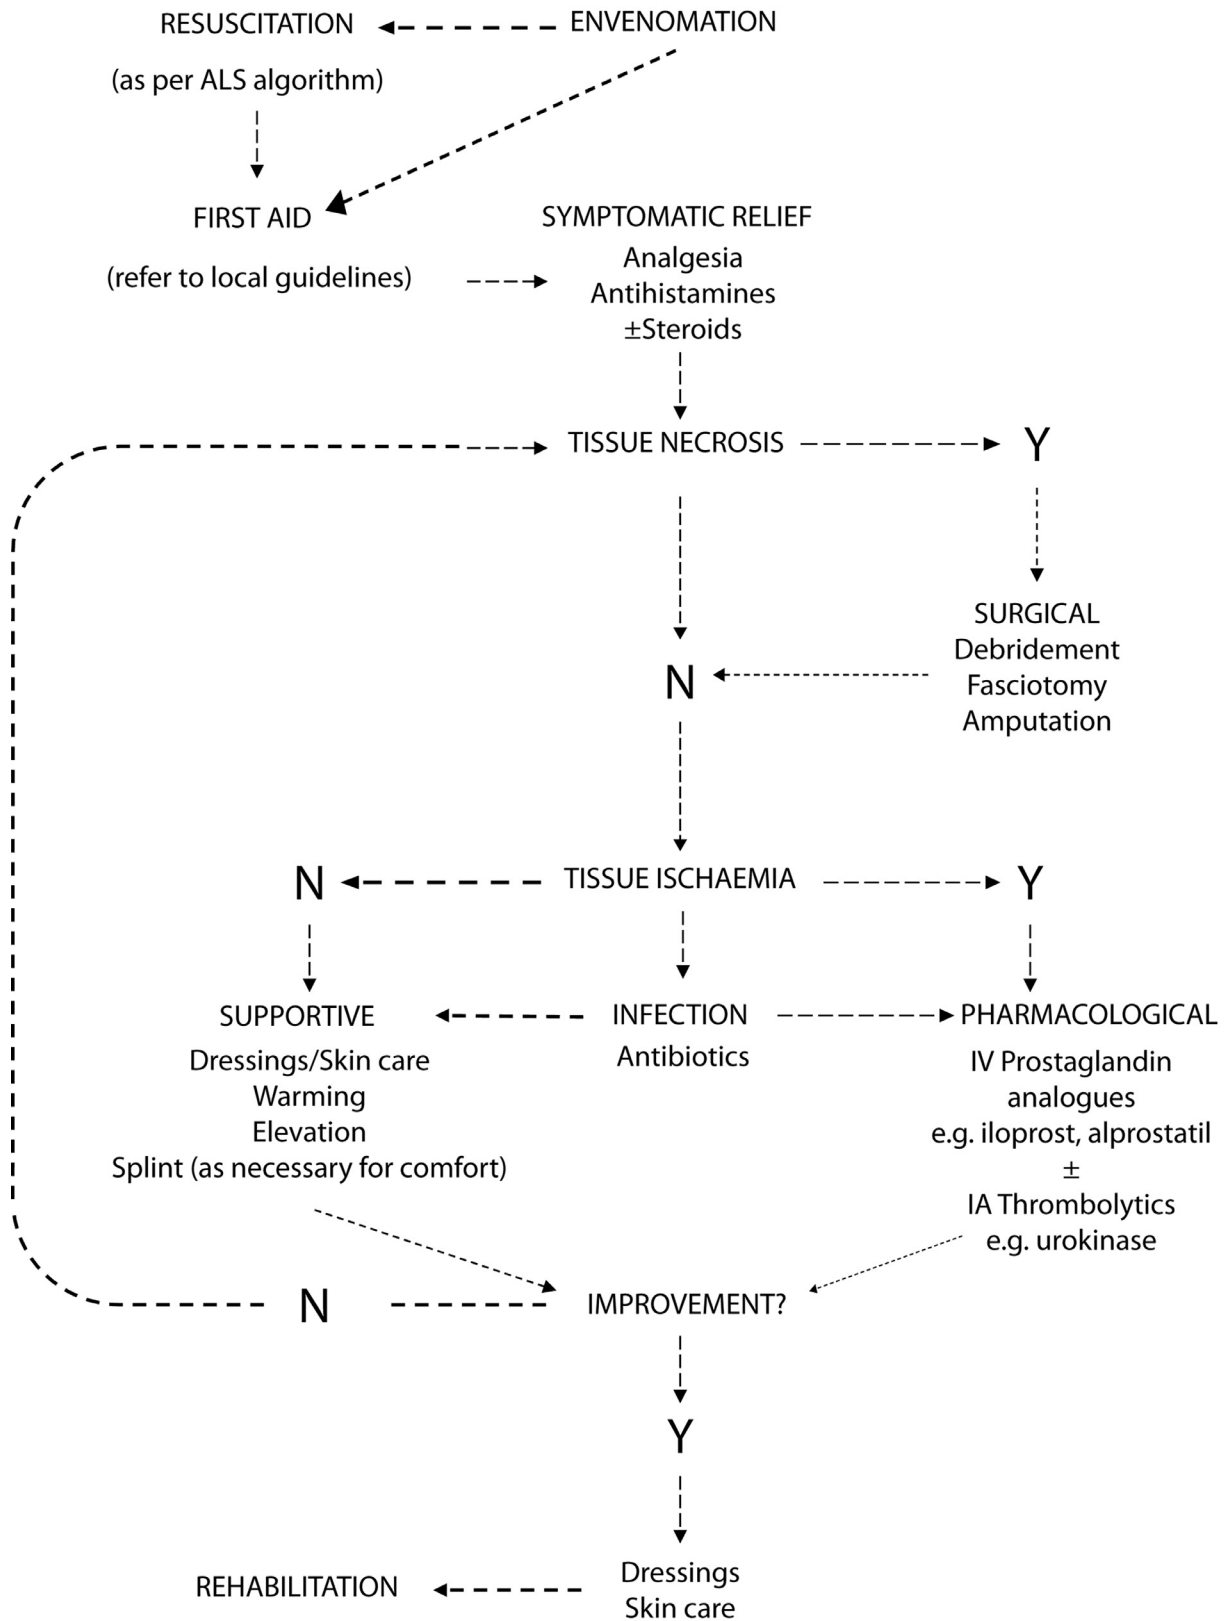 RESUSCITATION
ENVENOMATION
(as per ALS algorithm)
FIRST AID
(refer to local guidelines)
SYMPTOMATIC RELIEF
Analgesia
Antihistamines
±Steroids
TISSUE NECROSIS
Y
SURGICAL
Debridement
Fasciotomy
Amputation
N
N
TISSUE ISCHAEMIA
Y
SUPPORTIVE
Dressings/Skin care
Warming
Elevation
Splint (as necessary for comfort)
INFECTION
Antibiotics
PHARMACOLOGICAL
IV Prostaglandin
analogues
e.g. iloprost, alprostatil
±
IA Thrombolytics
e.g. urokinase
N
IMPROVEMENT?
Y
REHABILITATION
Dressings
Skin care